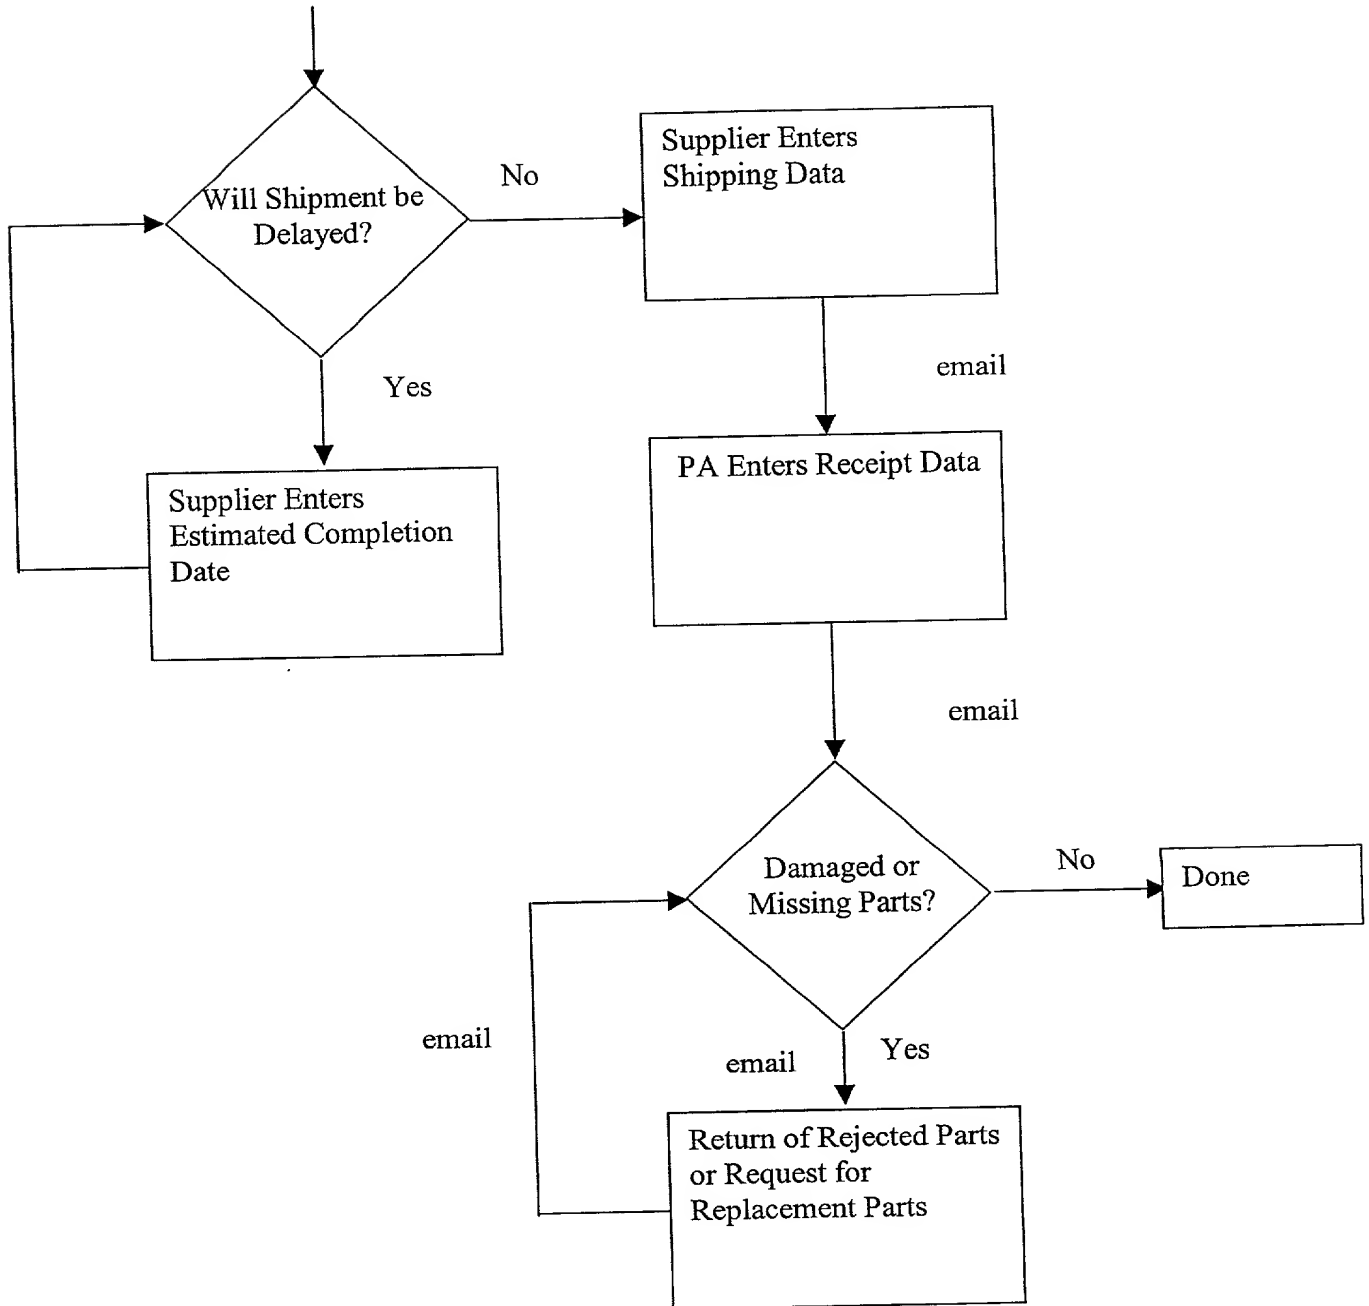 Will Shipment be
Delayed?
No
Supplier Enters
Shipping Data
Yes
email
Supplier Enters
Estimated Completion
Date
PA Enters Receipt Data
email
Damaged or
Missing Parts?
No
Done
email
email
Yes
Return of Rejected Parts
or Request for
Replacement Parts